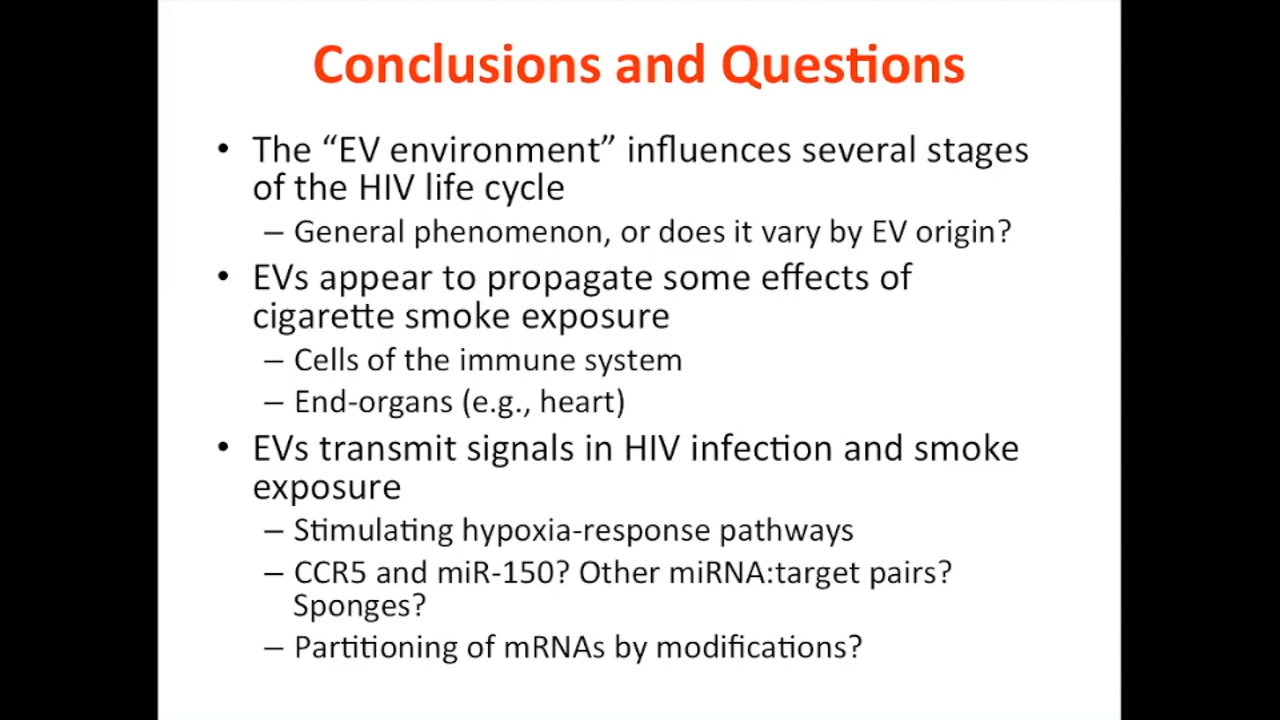 Conclusions and Questions
• The “EV environment” influences several stages
of the HIV life cycle
– General phenomenon, or does it vary by EV origin?
• EVs appear to propagate some effects of
cigarette smoke exposure
– Cells of the immune system
– End-organs (e.g., heart)
• EVs transmit signals in HIV infection and smoke
exposure
– Stimulating hypoxia-response pathways
– CCR5 and miR-150? Other miRNA:target pairs?
Sponges?
– Partitioning of mRNAs by modifications?